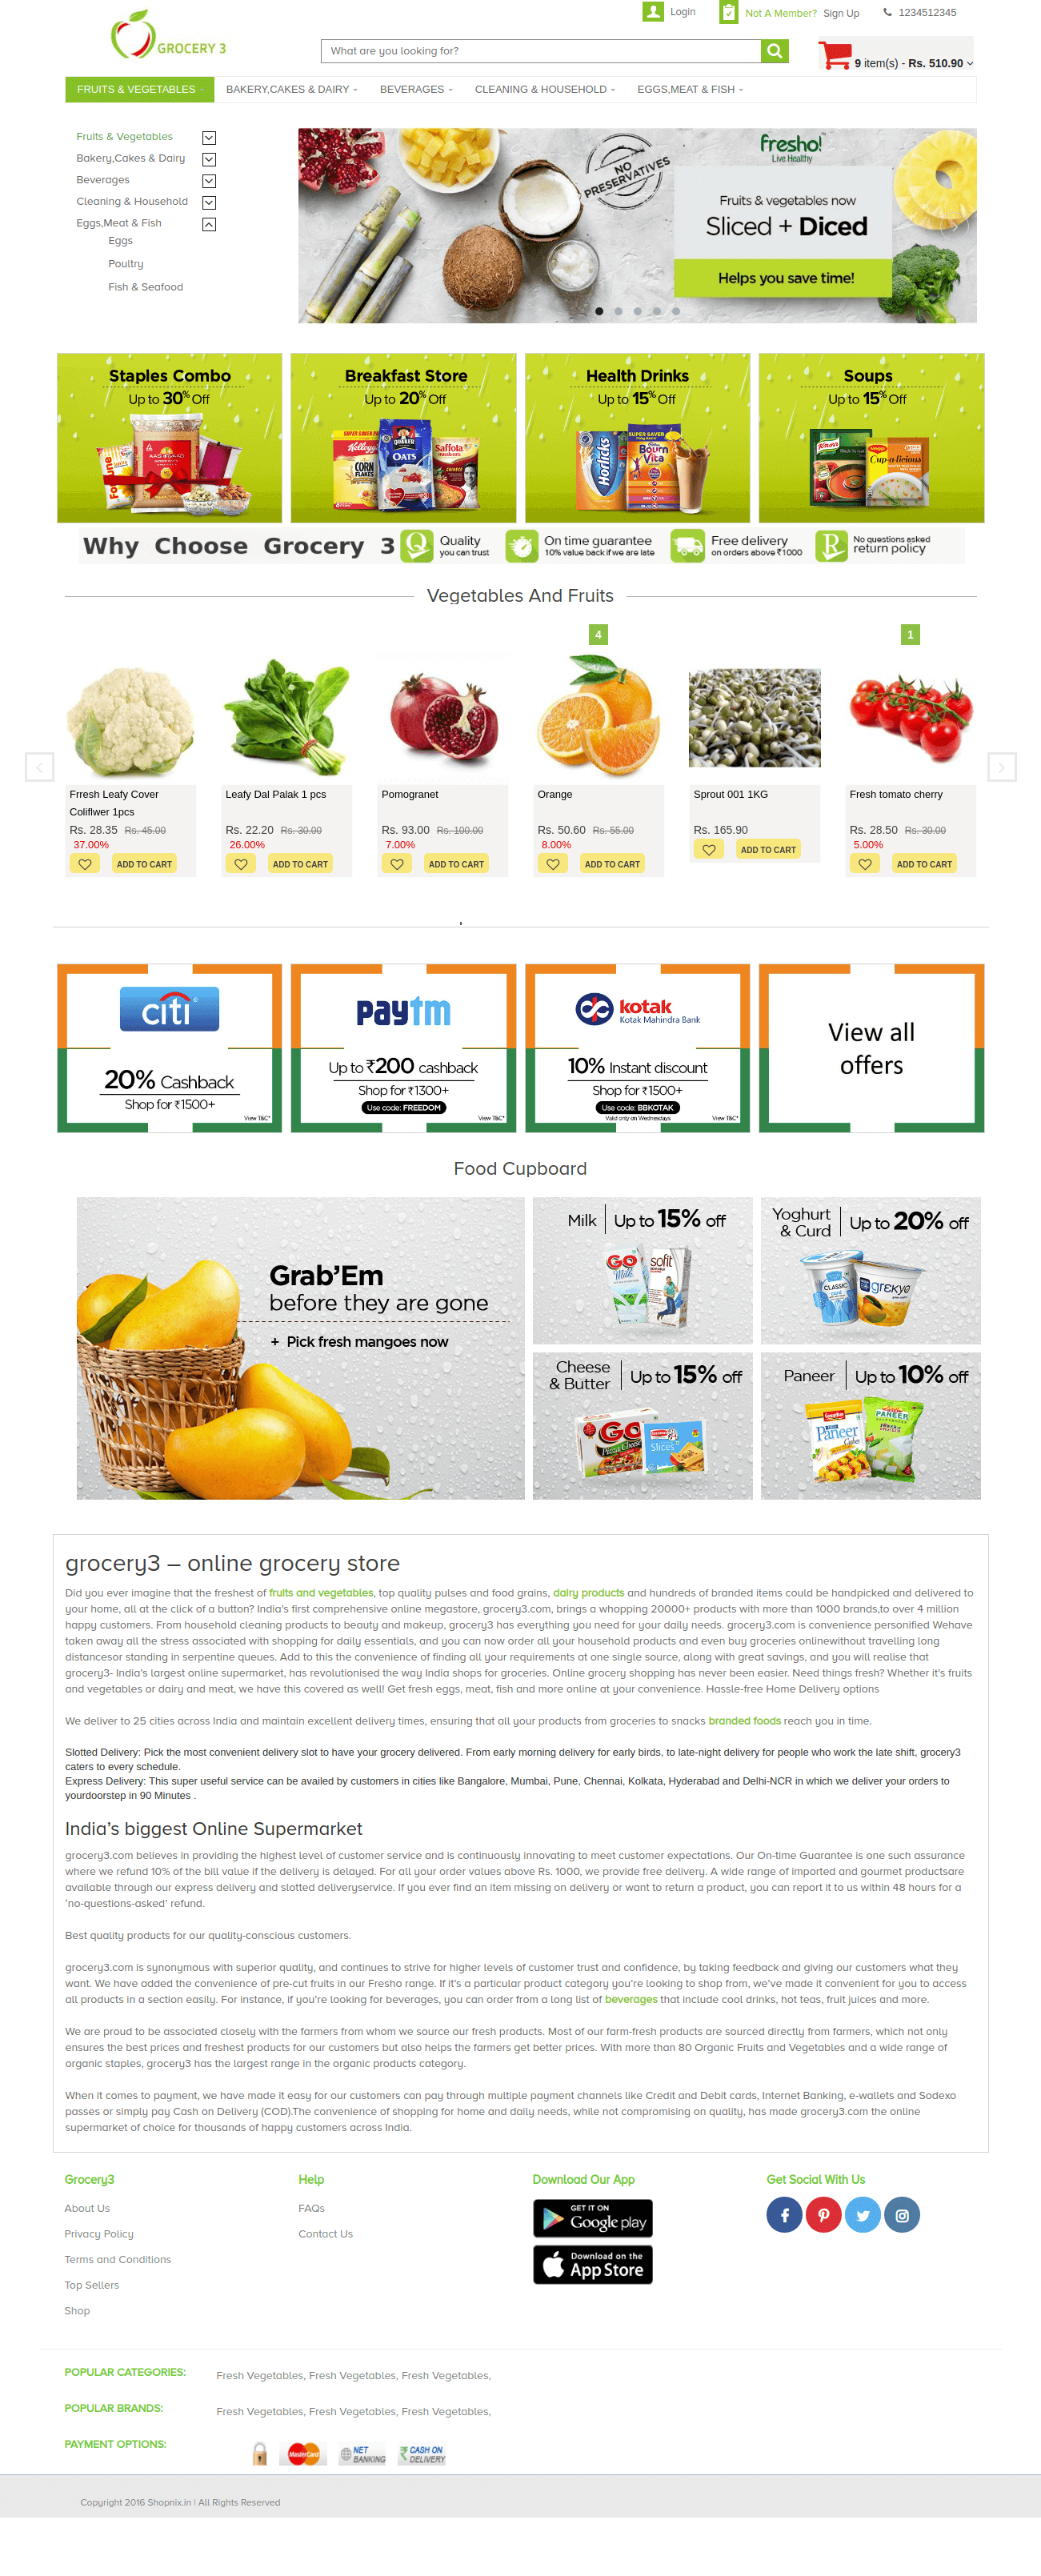 Login
Not A Member? Sign Up
1234512345
GROCERY 3
What are you looking for?
9 item(s) - Rs. 510.90
FRUITS & VEGETABLES
BAKERY,CAKES & DAIRY
BEVERAGES
CLEANING & HOUSEHOLD
EGGS,MEAT & FISH
Fruits & Vegetables
Bakery,Cakes & Dairy
Beverages
Cleaning & Household
Eggs,Meat & Fish
Eggs
Poultry
Fish & Seafood
NO PRESERVATIVES
fresho!
Live Healthy
Fruits & vegetables now
Sliced + Diced
Helps you save time!
Staples Combo
Up to 30% Off
Breakfast Store
Up to 20% Off
Kellogg's
CORN FLAKES
QUAKER
OATS
Saffola
Health Drinks
Up to 15% Off
Horlicks
SUPER SAVER
Bourn Vita
Soups
Up to 15% Off
Knorr
Cup-a-licious
Why Choose Grocery 3
Quality
you can trust
On time guarantee
10% value back if we are late
Free delivery
on orders above ₹1000
No questions asked
return policy
Vegetables And Fruits
4
1
Frresh Leafy Cover
Coliflwer 1pcs
Rs. 28.35 Rs. 45.00
37.00%
ADD TO CART
Leafy Dal Palak 1 pcs
Rs. 22.20 Rs. 30.00
26.00%
ADD TO CART
Pomogranet
Rs. 93.00 Rs. 100.00
7.00%
ADD TO CART
Orange
Rs. 50.60 Rs. 55.00
8.00%
ADD TO CART
Sprout 001 1KG
Rs. 165.90
ADD TO CART
Fresh tomato cherry
Rs. 28.50 Rs. 30.00
5.00%
ADD TO CART
'
citi
20% Cashback
Shop for ₹1500+
View T&C*
paytm
Up to ₹200 cashback
Shop for ₹1300+
Use code: FREEDOM
View T&C*
kotak
Kotak Mahindra Bank
10% Instant discount
Shop for ₹1500+
Use code: BBKOTAK
Valid only on Wednesdays
View T&C*
View all
offers
Food Cupboard
Grab'Em
before they are gone
+ Pick fresh mangoes now
Milk Up to 15% off
GO
Milk
sofit
Yoghurt
& Curd Up to 20% off
CLASSIC
GREKYO
Cheese
& Butter Up to 15% off
GO
Pizza Cheese
Slices
Paneer Up to 10% off
Paneer
PANEER
grocery3 – online grocery store
Did you ever imagine that the freshest of fruits and vegetables, top quality pulses and food grains, dairy products and hundreds of branded items could be handpicked and delivered to
your home, all at the click of a button? India's first comprehensive online megastore, grocery3.com, brings a whopping 20000+ products with more than 1000 brands,to over 4 million
happy customers. From household cleaning products to beauty and makeup, grocery3 has everything you need for your daily needs. grocery3.com is convenience personified Wehave
taken away all the stress associated with shopping for daily essentials, and you can now order all your household products and even buy groceries onlinewithout travelling long
distancesor standing in serpentine queues. Add to this the convenience of finding all your requirements at one single source, along with great savings, and you will realise that
grocery3- India's largest online supermarket, has revolutionised the way India shops for groceries. Online grocery shopping has never been easier. Need things fresh? Whether it's fruits
and vegetables or dairy and meat, we have this covered as well! Get fresh eggs, meat, fish and more online at your convenience. Hassle-free Home Delivery options
We deliver to 25 cities across India and maintain excellent delivery times, ensuring that all your products from groceries to snacks branded foods reach you in time.
Slotted Delivery: Pick the most convenient delivery slot to have your grocery delivered. From early morning delivery for early birds, to late-night delivery for people who work the late shift, grocery3
caters to every schedule.
Express Delivery: This super useful service can be availed by customers in cities like Bangalore, Mumbai, Pune, Chennai, Kolkata, Hyderabad and Delhi-NCR in which we deliver your orders to
yourdoorstep in 90 Minutes .
India's biggest Online Supermarket
grocery3.com believes in providing the highest level of customer service and is continuously innovating to meet customer expectations. Our On-time Guarantee is one such assurance
where we refund 10% of the bill value if the delivery is delayed. For all your order values above Rs. 1000, we provide free delivery. A wide range of imported and gourmet productsare
available through our express delivery and slotted deliveryservice. If you ever find an item missing on delivery or want to return a product, you can report it to us within 48 hours for a
'no-questions-asked' refund.
Best quality products for our quality-conscious customers.
grocery3.com is synonymous with superior quality, and continues to strive for higher levels of customer trust and confidence, by taking feedback and giving our customers what they
want. We have added the convenience of pre-cut fruits in our Fresho range. If it's a particular product category you're looking to shop from, we've made it convenient for you to access
all products in a section easily. For instance, if you're looking for beverages, you can order from a long list of beverages that include cool drinks, hot teas, fruit juices and more.
We are proud to be associated closely with the farmers from whom we source our fresh products. Most of our farm-fresh products are sourced directly from farmers, which not only
ensures the best prices and freshest products for our customers but also helps the farmers get better prices. With more than 80 Organic Fruits and Vegetables and a wide range of
organic staples, grocery3 has the largest range in the organic products category.
When it comes to payment, we have made it easy for our customers can pay through multiple payment channels like Credit and Debit cards, Internet Banking, e-wallets and Sodexo
passes or simply pay Cash on Delivery (COD).The convenience of shopping for home and daily needs, while not compromising on quality, has made grocery3.com the online
supermarket of choice for thousands of happy customers across India.
Grocery3
About Us
Privacy Policy
Terms and Conditions
Top Sellers
Shop
Help
FAQs
Contact Us
Download Our App
GET IT ON
Google play
Download on the
App Store
Get Social With Us
POPULAR CATEGORIES: Fresh Vegetables, Fresh Vegetables, Fresh Vegetables,
POPULAR BRANDS: Fresh Vegetables, Fresh Vegetables, Fresh Vegetables,
PAYMENT OPTIONS:
MasterCard
NET BANKING
CASH ON DELIVERY
Copyright 2016 Shopnix.in | All Rights Reserved